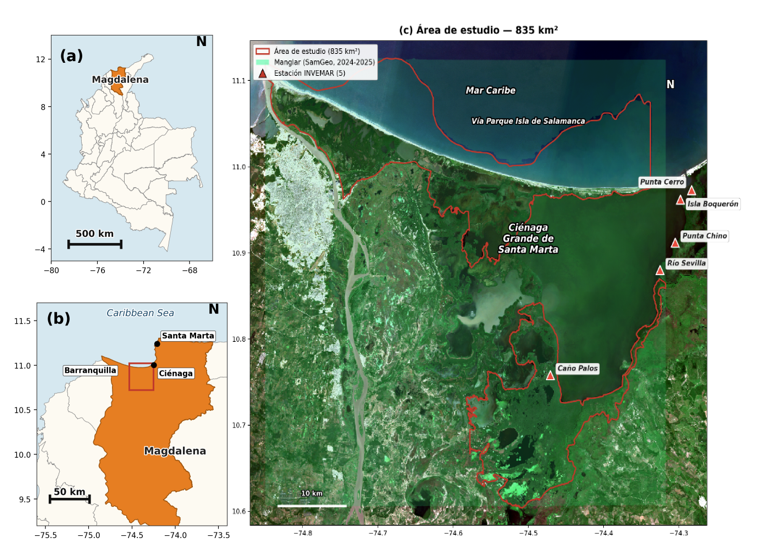 (c) Área de estudio — 835 km²
(a)
N
Magdalena
500 km
12
8
4
0
−4
−80
−76
−72
−68
(b)
Caribbean Sea
N
Santa Marta
Barranquilla
Ciénaga
Magdalena
50 km
11.5
11.0
10.5
10.0
9.5
−75.5
−75.0
−74.5
−74.0
−73.5
Área de estudio (835 km²)
Manglar (SamGeo, 2024-2025)
Estación INVEMAR (5)
N
Mar Caribe
Vía Parque Isla de Salamanca
Punta Cerro
Isla Boquerón
Ciénaga
Grande de
Santa Marta
Punta Chino
Río Sevilla
Caño Palos
10 km
11.1
11.0
10.9
10.8
10.7
10.6
−74.8
−74.7
−74.6
−74.5
−74.4
−74.3